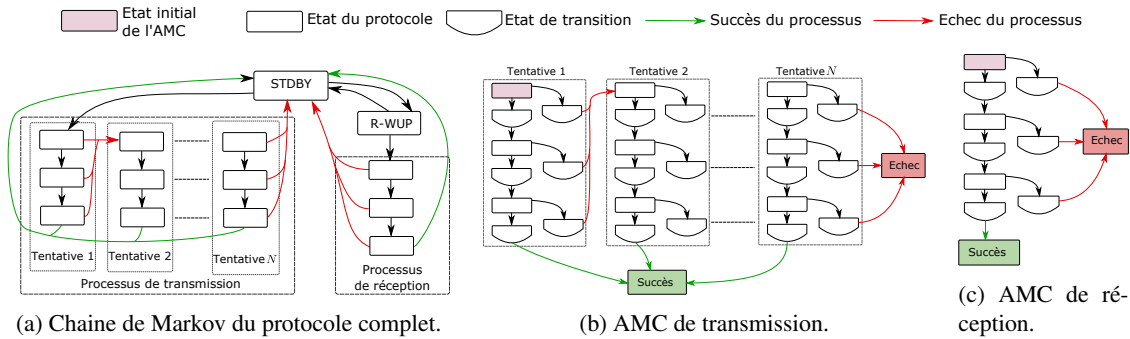 Etat initial
de l'AMC
Etat du protocole
Etat de transition
Succès du processus
Echec du processus
STDBY
R-WUP
Tentative 1
Tentative 2
Tentative N
Processus de transmission
Processus
de réception
(a) Chaine de Markov du protocole complet.
Tentative 1
Tentative 2
Tentative N
Echec
Succès
(b) AMC de transmission.
Echec
Succès
(c) AMC de ré-
ception.